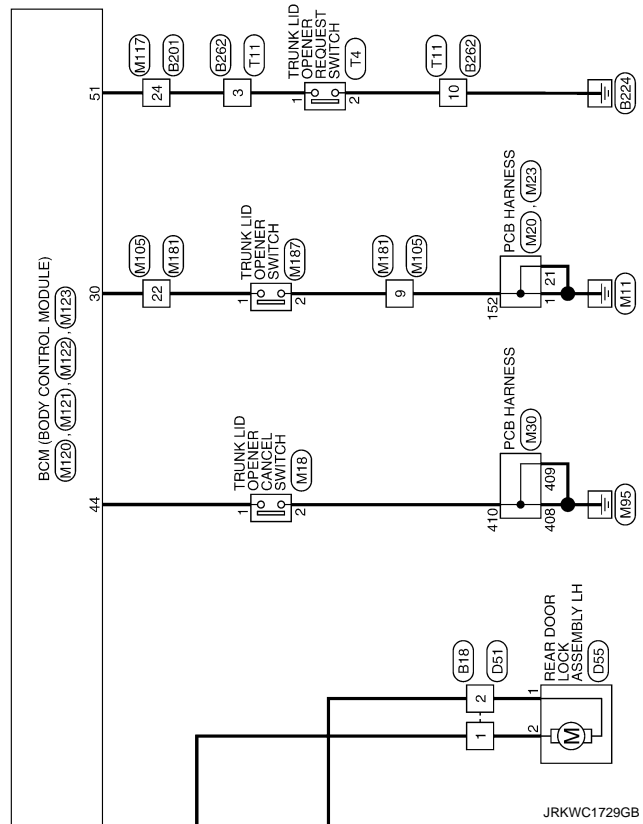 BCM (BODY CONTROL MODULE)
M120 , M121 , M122 , M123
51
M117
B201
24
B262
T11
3
TRUNK LID
OPENER
REQUEST
SWITCH
T4
1
2
T11
B262
10
B224
30
M105
M181
22
TRUNK LID
OPENER
SWITCH
M187
1
2
M181
M105
9
PCB HARNESS
M20 , M23
152
1
21
M11
44
TRUNK LID
OPENER
CANCEL
SWITCH
M18
1
2
PCB HARNESS
M30
410
408
409
M95
B18
D51
1
2
REAR DOOR
LOCK
ASSEMBLY LH
D55
2
1
M
JRKWC1729GB